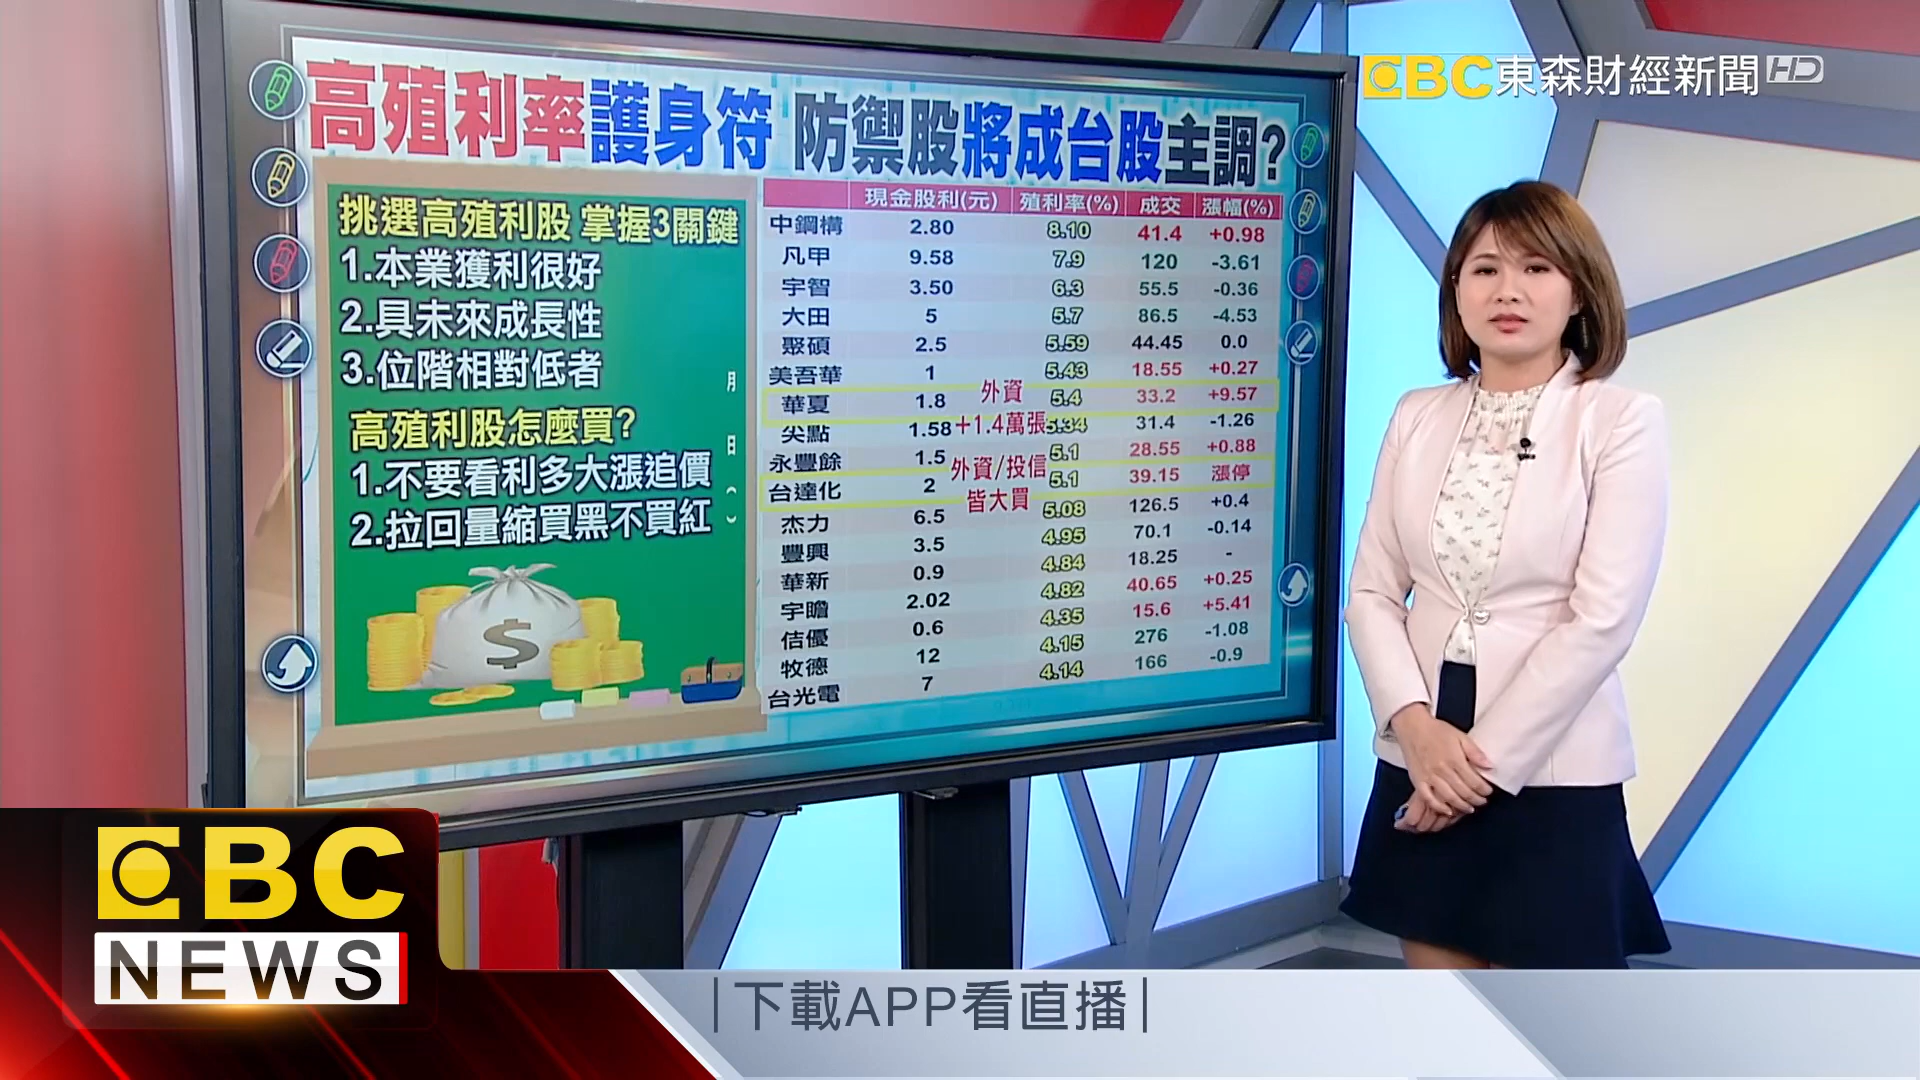 東森財經新聞 HD
高殖利率護身符 防禦股將成台股主調?
挑選高殖利股 掌握3關鍵
1.本業獲利很好
2.具未來成長性
3.位階相對低者
高殖利股怎麼買?
1.不要看利多大漲追價
2.拉回量縮買黑不買紅
月
日
( )
$
現金股利(元) 殖利率(%) 成交 漲幅(%)
中鋼構 2.80 8.10 41.4 +0.98
凡甲 9.58 7.9 120 -3.61
宇智 3.50 6.3 55.5 -0.36
大田 5 5.7 86.5 -4.53
聚碩 2.5 5.59 44.45 0.0
美吾華 1 5.43 18.55 +0.27
華夏 1.8 外資 5.4 33.2 +9.57
尖點 1.58 +1.4萬張 5.34 31.4 -1.26
永豐餘 1.5 5.1 28.55 +0.88
台達化 2 外資/投信 5.1 39.15 漲停
皆大買
杰力 6.5 5.08 126.5 +0.4
豐興 3.5 4.95 70.1 -0.14
華新 0.9 4.84 18.25 -
宇瞻 2.02 4.82 40.65 +0.25
佶優 0.6 4.35 15.6 +5.41
牧德 12 4.15 276 -1.08
台光電 7 4.14 166 -0.9
EBC
NEWS
|下載APP看直播|